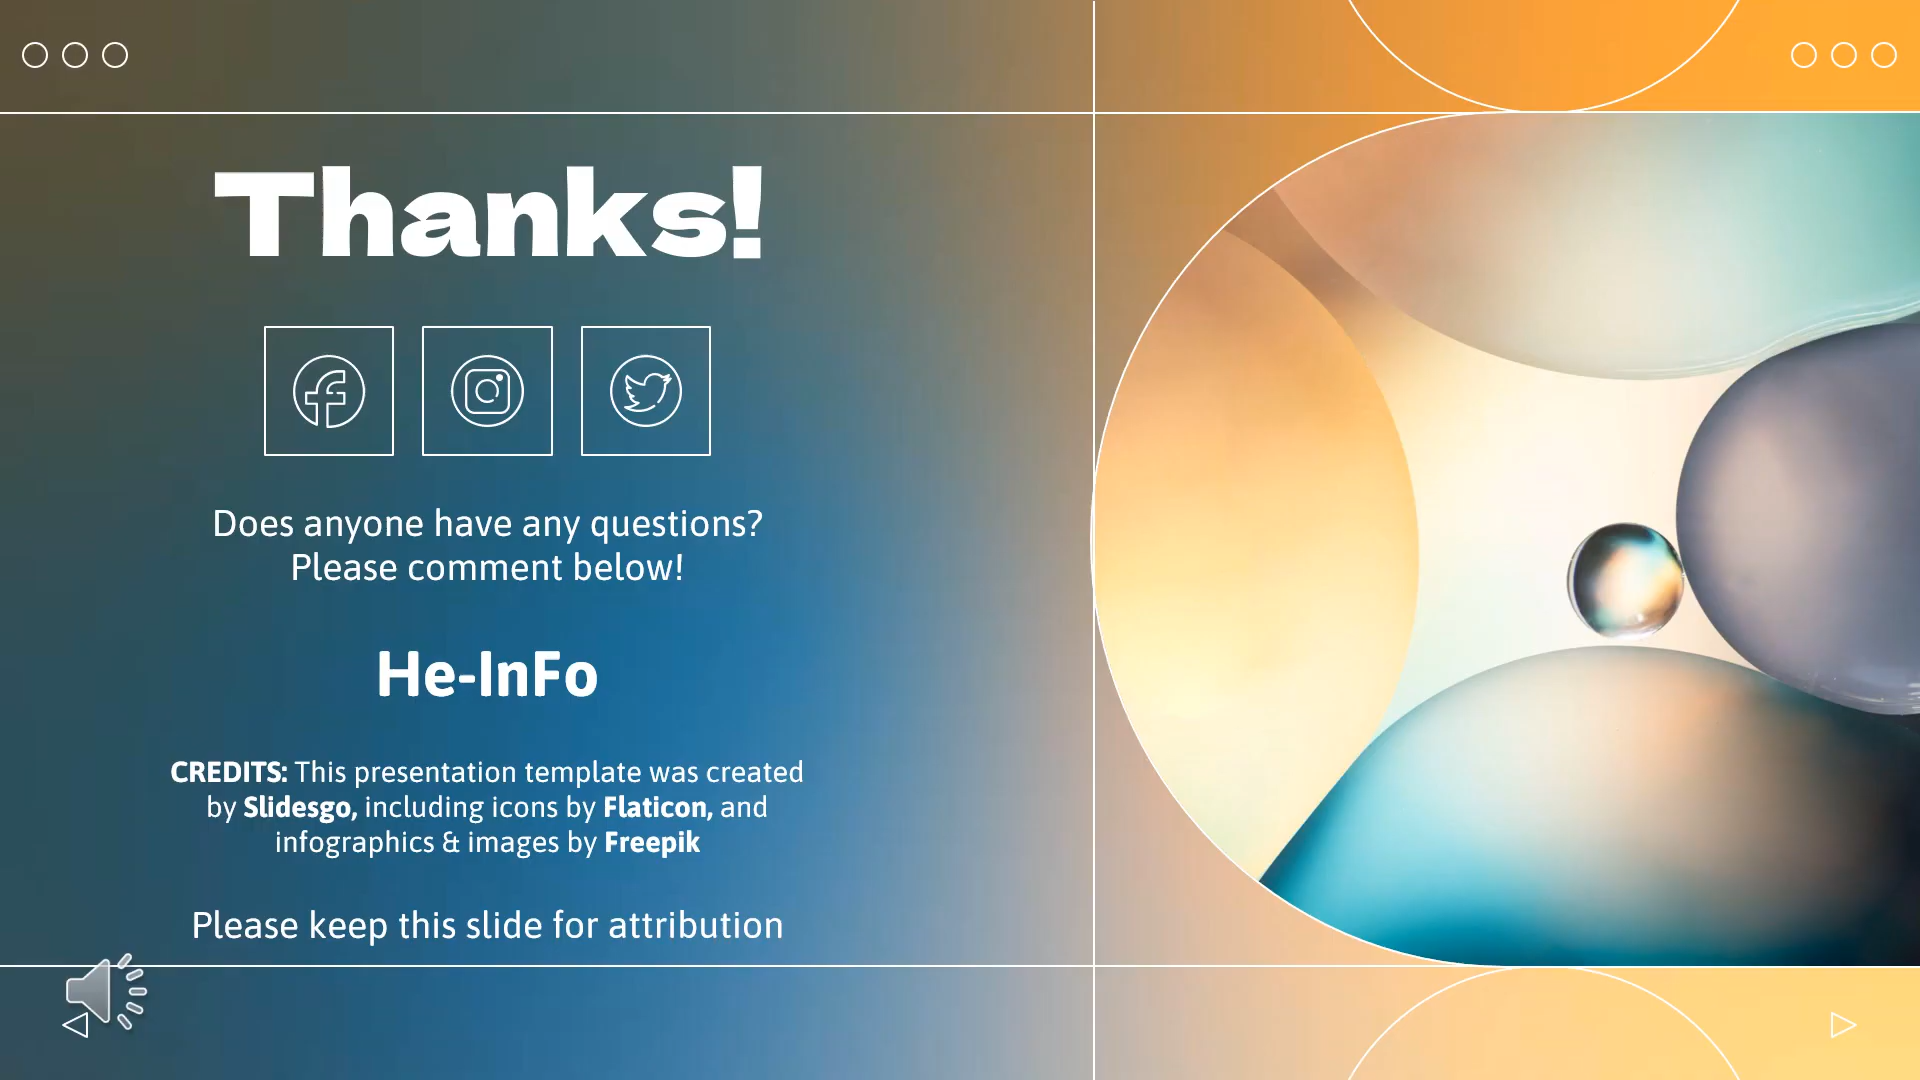 Thanks!
Does anyone have any questions?
Please comment below!
He-InFo
CREDITS: This presentation template was created
by Slidesgo, including icons by Flaticon, and
infographics & images by Freepik
Please keep this slide for attribution